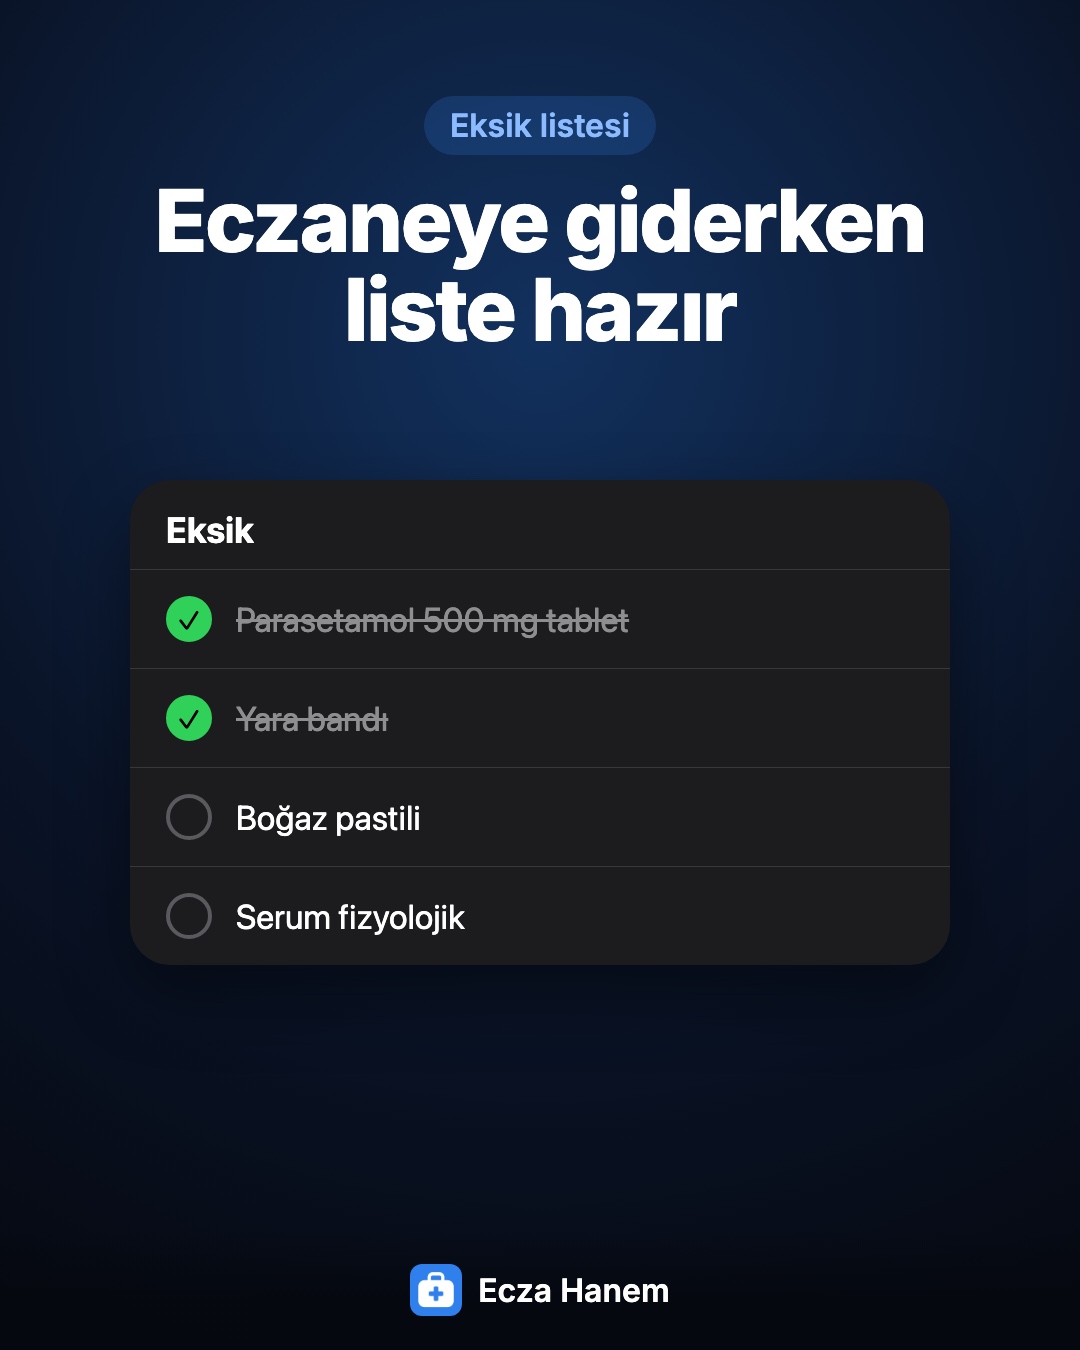 Eksik listesi
Eczaneye giderken
liste hazır
Eksik
Parasetamol 500 mg tablet
Yara bandı
Boğaz pastili
Serum fizyolojik
Ecza Hanem